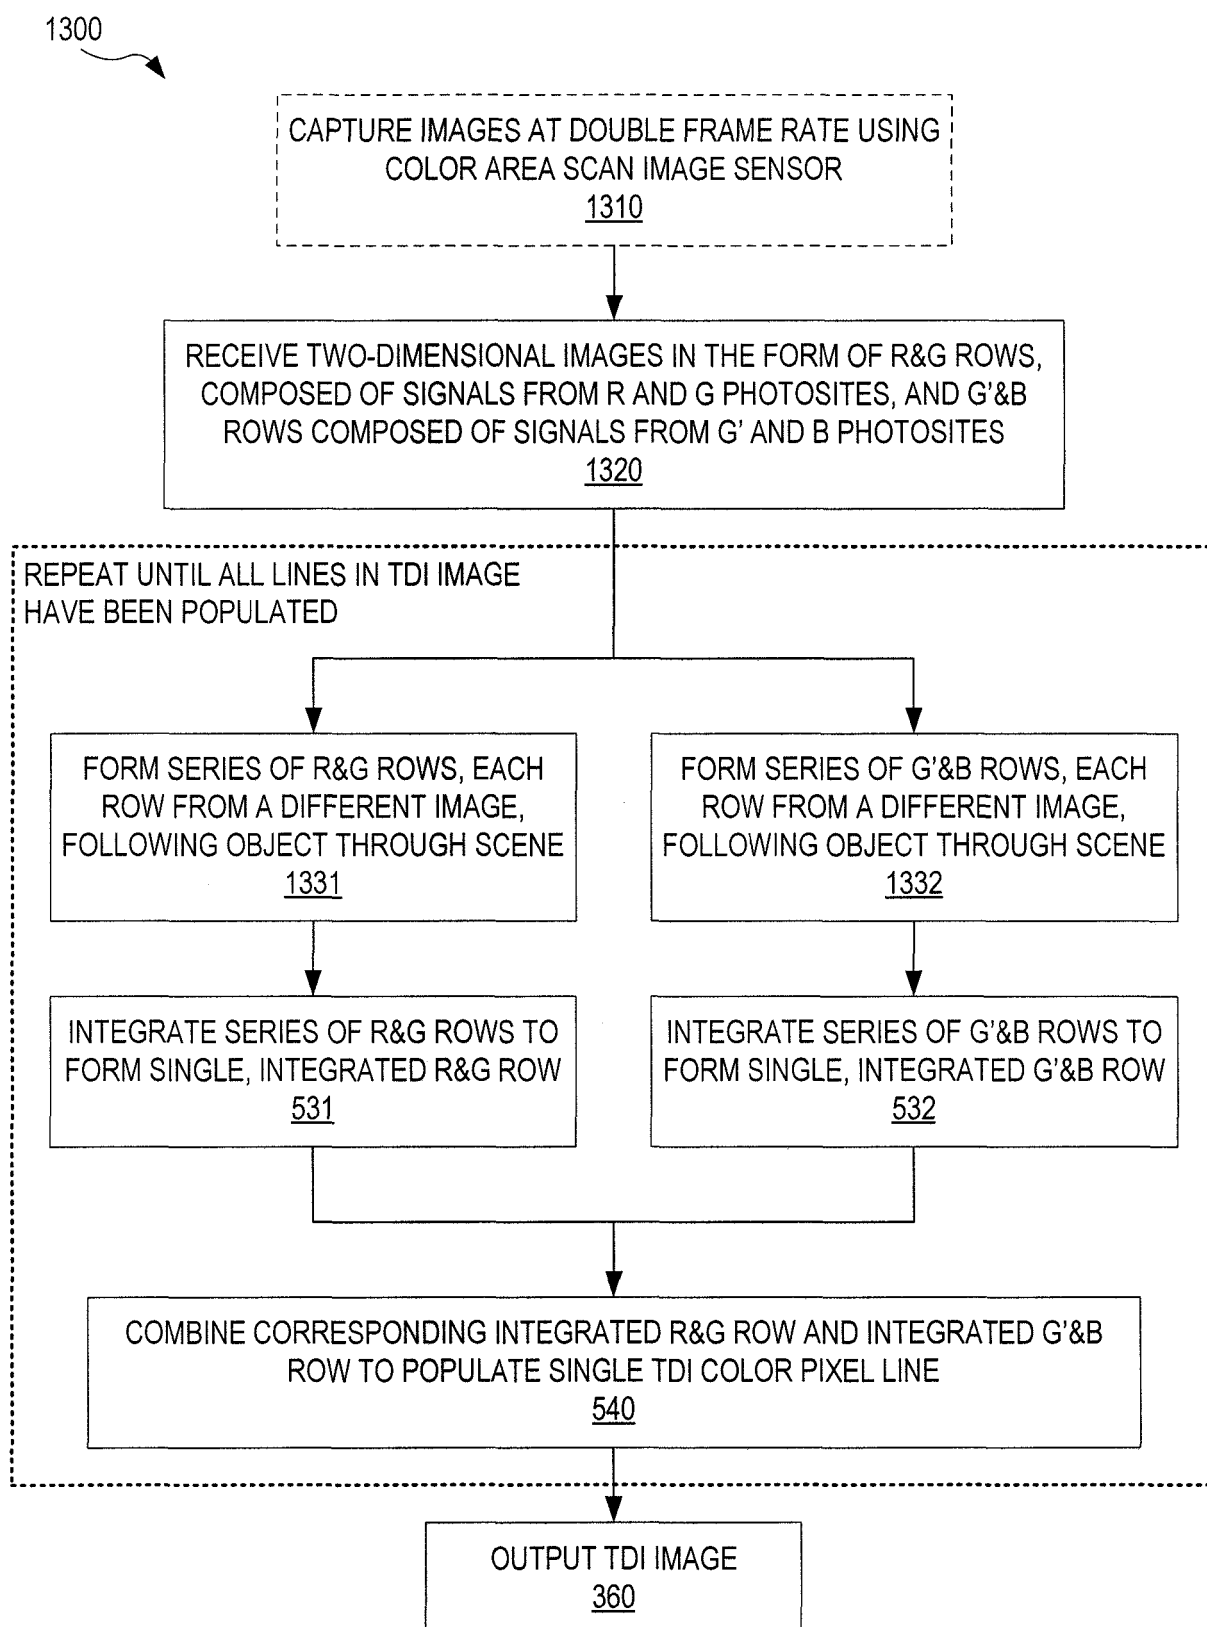 1300
CAPTURE IMAGES AT DOUBLE FRAME RATE USING
COLOR AREA SCAN IMAGE SENSOR
1310
RECEIVE TWO-DIMENSIONAL IMAGES IN THE FORM OF R&G ROWS,
COMPOSED OF SIGNALS FROM R AND G PHOTOSITES, AND G'&B
ROWS COMPOSED OF SIGNALS FROM G' AND B PHOTOSITES
1320
REPEAT UNTIL ALL LINES IN TDI IMAGE
HAVE BEEN POPULATED
FORM SERIES OF R&G ROWS, EACH
ROW FROM A DIFFERENT IMAGE,
FOLLOWING OBJECT THROUGH SCENE
1331
FORM SERIES OF G'&B ROWS, EACH
ROW FROM A DIFFERENT IMAGE,
FOLLOWING OBJECT THROUGH SCENE
1332
INTEGRATE SERIES OF R&G ROWS TO
FORM SINGLE, INTEGRATED R&G ROW
531
INTEGRATE SERIES OF G'&B ROWS TO
FORM SINGLE, INTEGRATED G'&B ROW
532
COMBINE CORRESPONDING INTEGRATED R&G ROW AND INTEGRATED G'&B
ROW TO POPULATE SINGLE TDI COLOR PIXEL LINE
540
OUTPUT TDI IMAGE
360